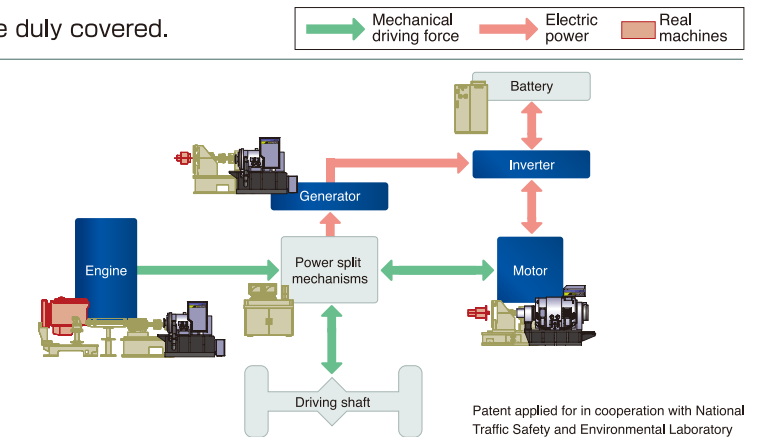 e duly covered.
Mechanical
driving force
Electric
power
Real
machines
Battery
Inverter
Generator
Engine
Power split
mechanisms
Motor
Driving shaft
Patent applied for in cooperation with National
Traffic Safety and Environmental Laboratory